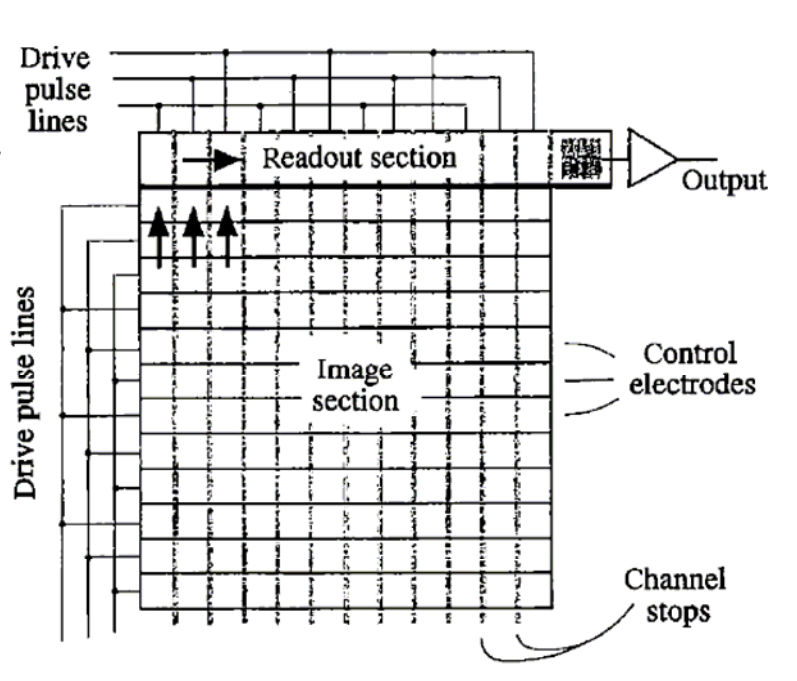 Drive
pulse
lines
Readout section
Output
Drive pulse lines
Image
section
Control
electrodes
Channel
stops